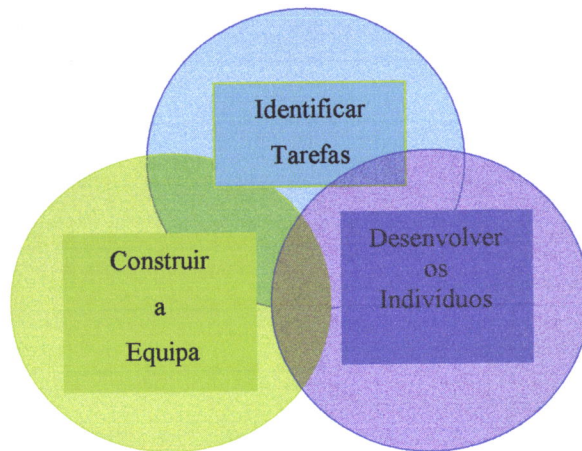 Identificar
Tarefas
Construir
a
Equipa
Desenvolver
os
Indivíduos